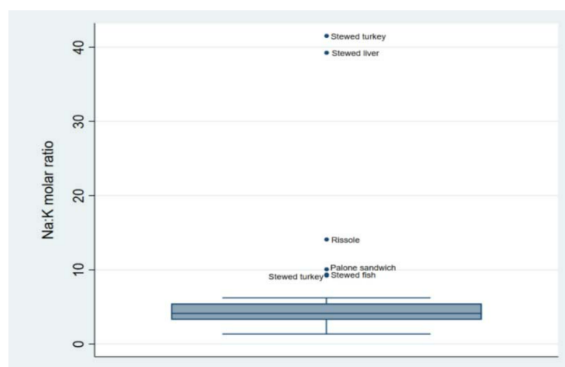 Na:K molar ratio
40
30
20
10
0
Stewed turkey
Stewed liver
Rissole
Palone sandwich
Stewed turkey
Stewed fish